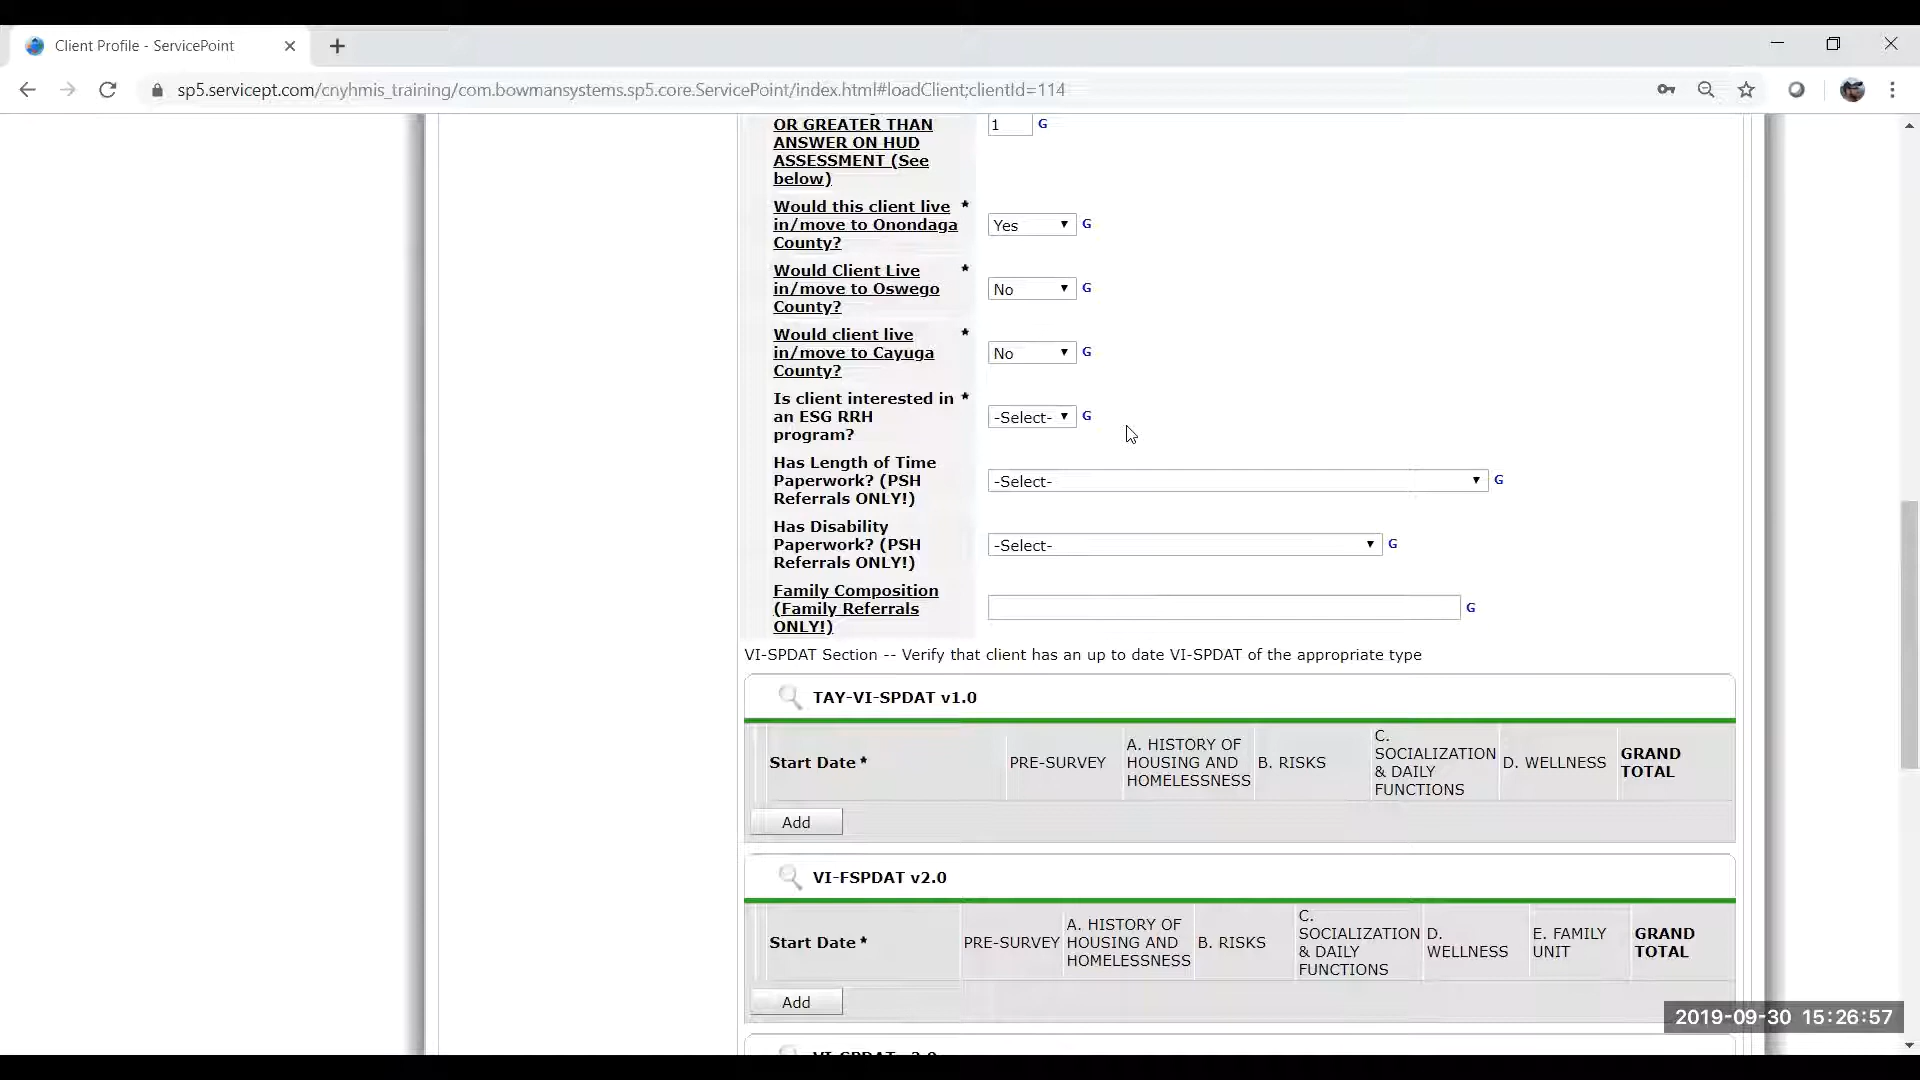 Client Profile - ServicePoint
sp5.servicept.com/cnyhmis_training/com.bowmansystems.sp5.core.ServicePoint/index.html#loadClient;clientId=114
OR GREATER THAN
ANSWER ON HUD
ASSESSMENT (See
below)
1 G
Would this client live *
in/move to Onondaga
County?
Yes G
Would Client Live *
in/move to Oswego
County?
No G
Would client live *
in/move to Cayuga
County?
No G
Is client interested in *
an ESG RRH
program?
-Select- G
Has Length of Time
Paperwork? (PSH
Referrals ONLY!)
-Select- G
Has Disability
Paperwork? (PSH
Referrals ONLY!)
-Select- G
Family Composition
(Family Referrals
ONLY!)
G
VI-SPDAT Section -- Verify that client has an up to date VI-SPDAT of the appropriate type
TAY-VI-SPDAT v1.0
Start Date *
PRE-SURVEY
A. HISTORY OF
HOUSING AND
HOMELESSNESS
B. RISKS
C.
SOCIALIZATION
& DAILY
FUNCTIONS
D. WELLNESS
GRAND
TOTAL
Add
VI-FSPDAT v2.0
Start Date *
PRE-SURVEY
A. HISTORY OF
HOUSING AND
HOMELESSNESS
B. RISKS
C.
SOCIALIZATION
& DAILY
FUNCTIONS
D.
WELLNESS
E. FAMILY
UNIT
GRAND
TOTAL
Add
2019-09-30 15:26:57